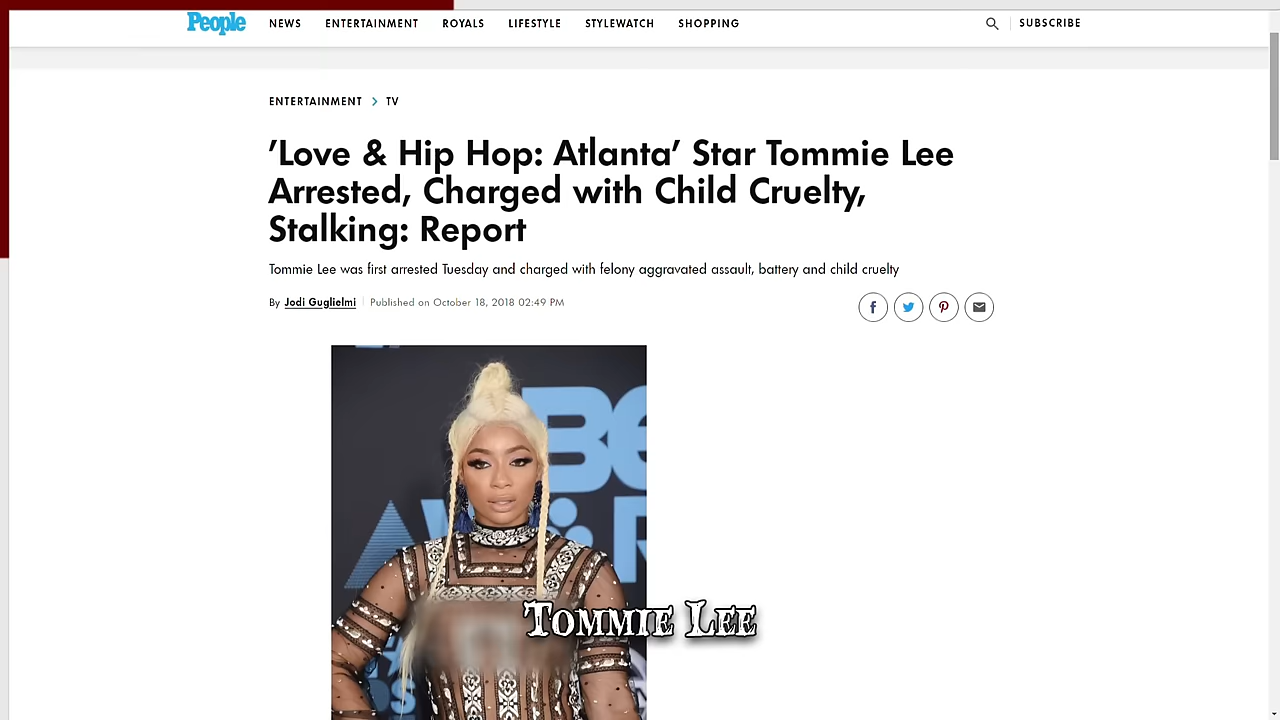 People NEWS ENTERTAINMENT ROYALS LIFESTYLE STYLEWATCH SHOPPING SUBSCRIBE
ENTERTAINMENT > TV
’Love & Hip Hop: Atlanta’ Star Tommie Lee
Arrested, Charged with Child Cruelty,
Stalking: Report
Tommie Lee was first arrested Tuesday and charged with felony aggravated assault, battery and child cruelty
By Jodi Guglielmi Published on October 18, 2018 02:49 PM
Tommie Lee